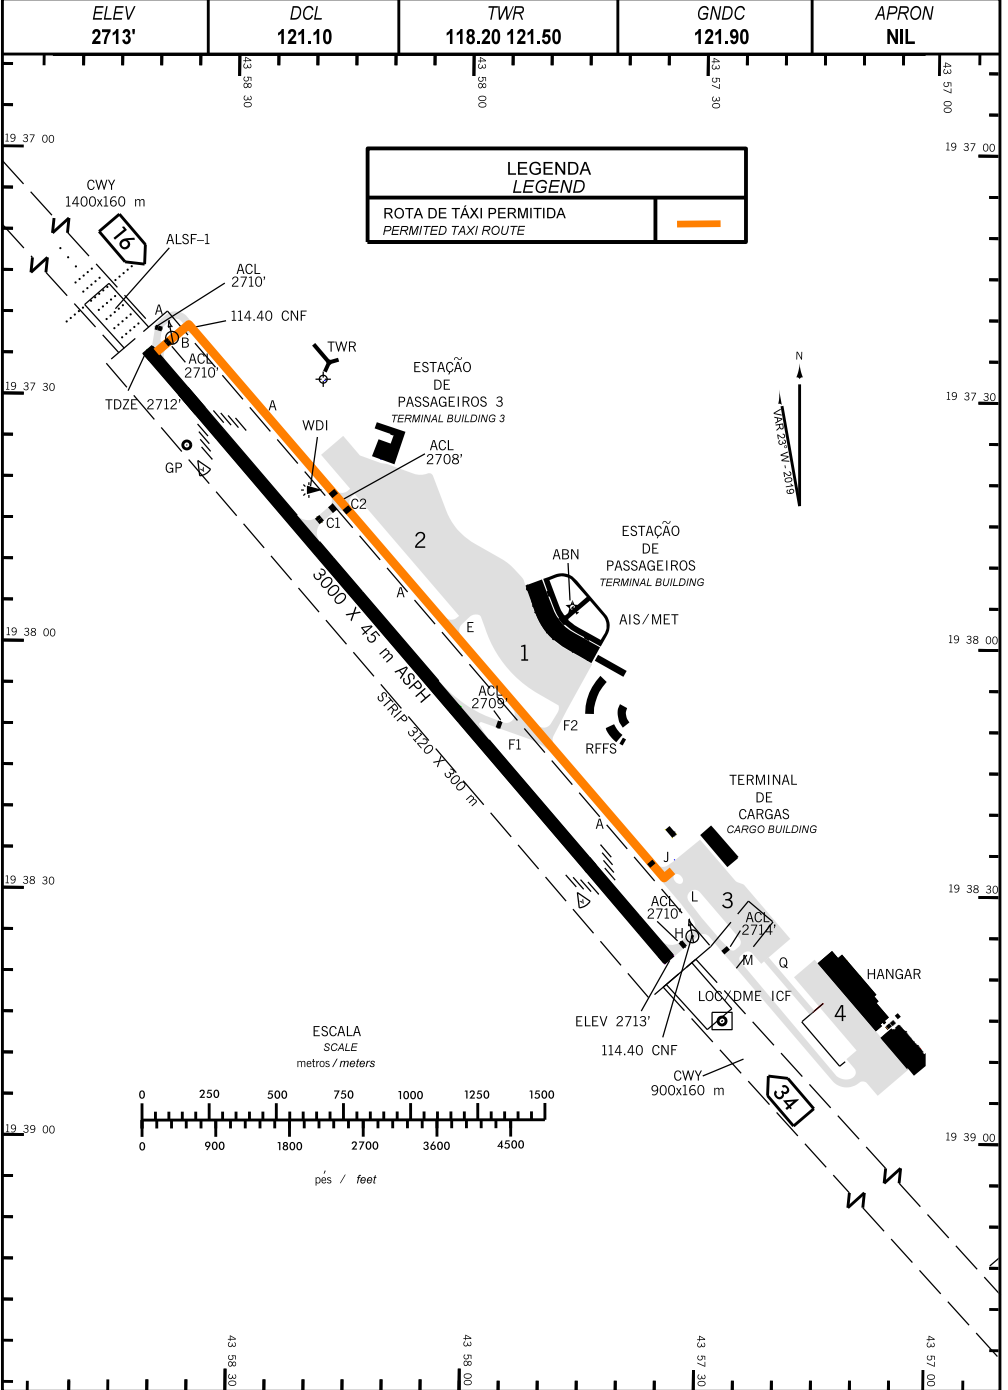 ELEV
2713'
DCL
121.10
TWR
118.20 121.50
GNDC
121.90
APRON
NIL
43 58 30
43 58 00
43 57 30
43 57 00
19 37 00
19 37 00
LEGENDA
LEGEND
ROTA DE TÁXI PERMITIDA
PERMITED TAXI ROUTE
CWY
1400x160 m
16
ALSF-1
ACL
2710'
A
114.40 CNF
B
ACL
2710'
TWR
ESTAÇÃO
DE
PASSAGEIROS 3
TERMINAL BUILDING 3
N
VAR 23° W - 2019
19 37 30
19 37 30
TDZE 2712'
A
WDI
ACL
2708'
GP
C2
C1
2
ESTAÇÃO
DE
PASSAGEIROS
TERMINAL BUILDING
ABN
AIS/MET
3000 X 45 m ASPH
A
E
19 38 00
19 38 00
1
STRIP 3120 X 300 m
ACL
2709'
F1
F2
RFFS
TERMINAL
DE
CARGAS
CARGO BUILDING
A
J
19 38 30
19 38 30
L
3
ACL
2710'
ACL
2714'
H
M
Q
HANGAR
LOC/DME ICF
4
ELEV 2713'
114.40 CNF
CWY
900x160 m
34
ESCALA
SCALE
metros / meters
0 250 500 750 1000 1250 1500
0 900 1800 2700 3600 4500
pés / feet
19 39 00
19 39 00
43 58 30
43 58 00
43 57 30
43 57 00